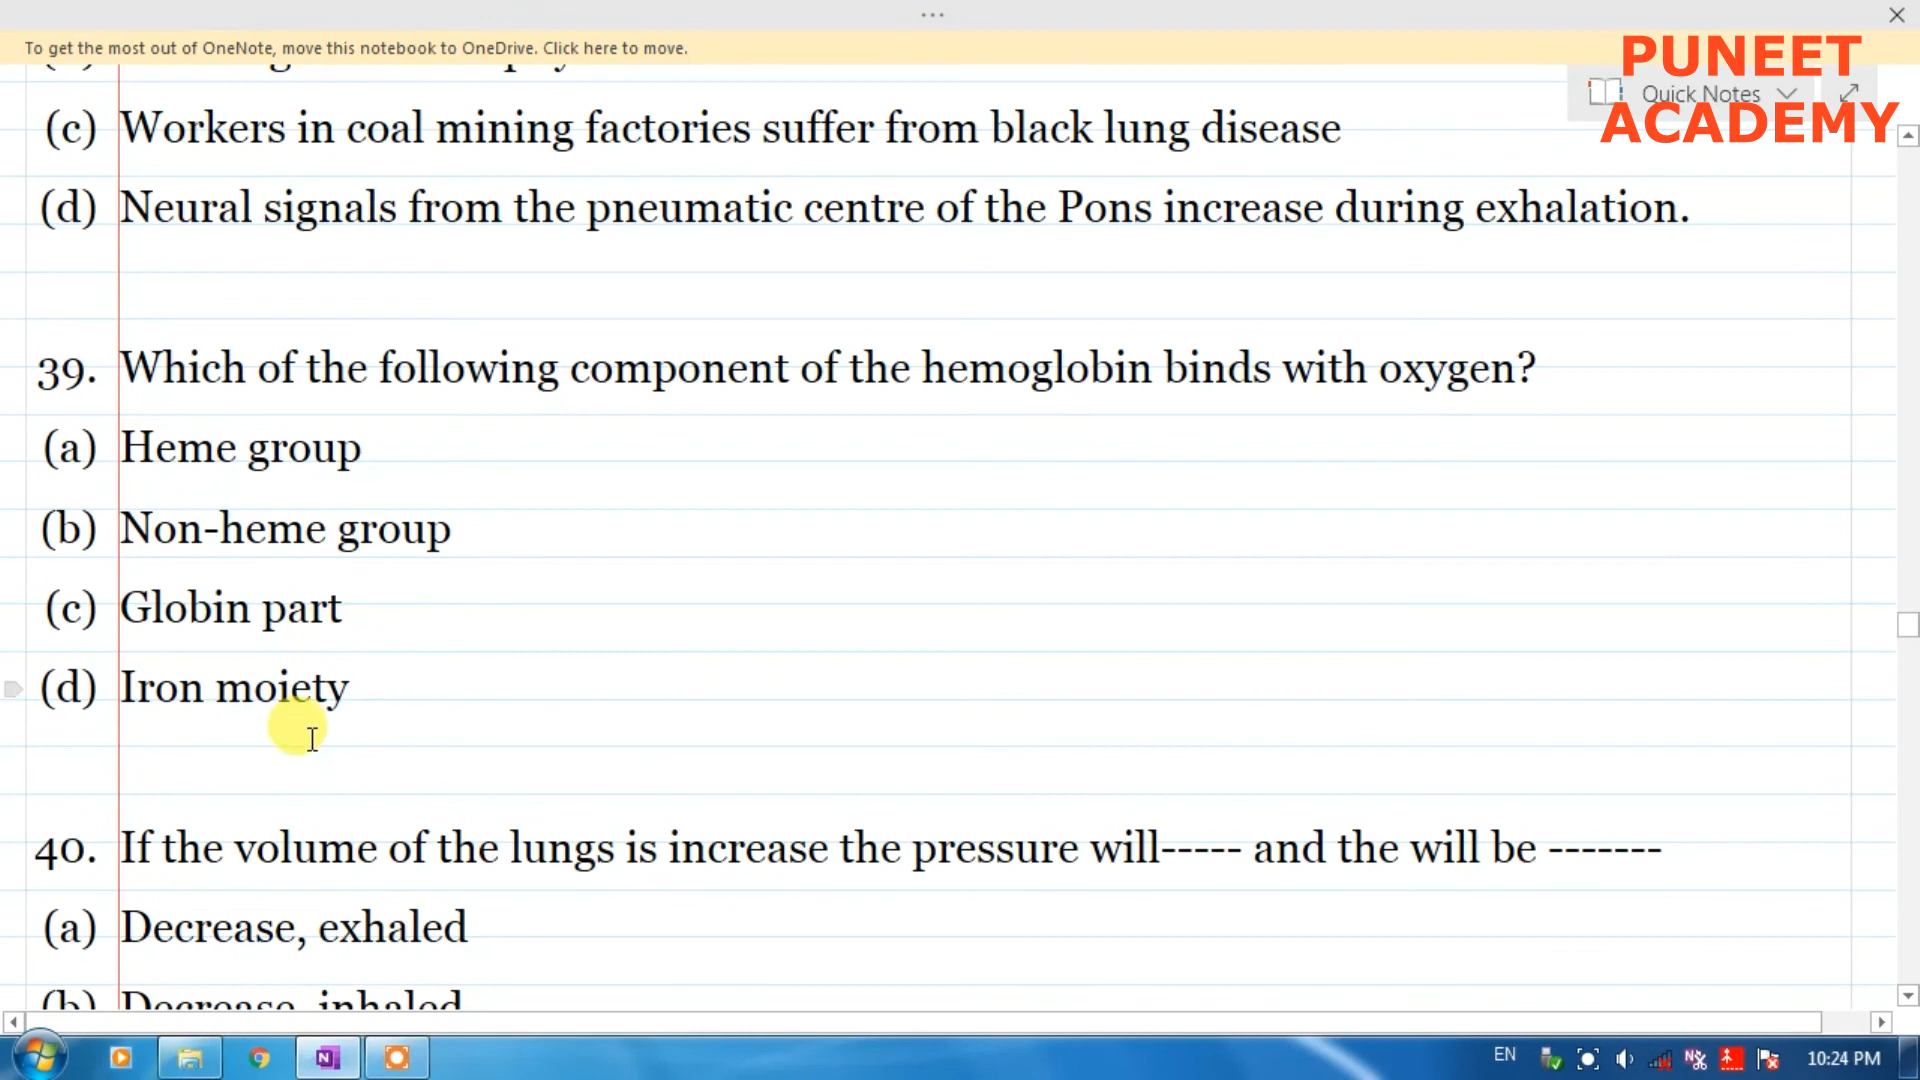 To get the most out of OneNote, move this notebook to OneDrive. Click here to move.
PUNEET
ACADEMY
Quick Notes
(c) Workers in coal mining factories suffer from black lung disease
(d) Neural signals from the pneumatic centre of the Pons increase during exhalation.
39. Which of the following component of the hemoglobin binds with oxygen?
(a) Heme group
(b) Non-heme group
(c) Globin part
(d) Iron moiety
40. If the volume of the lungs is increase the pressure will----- and the will be -------
(a) Decrease, exhaled
(b) Decrease, inhaled
EN
10:24 PM